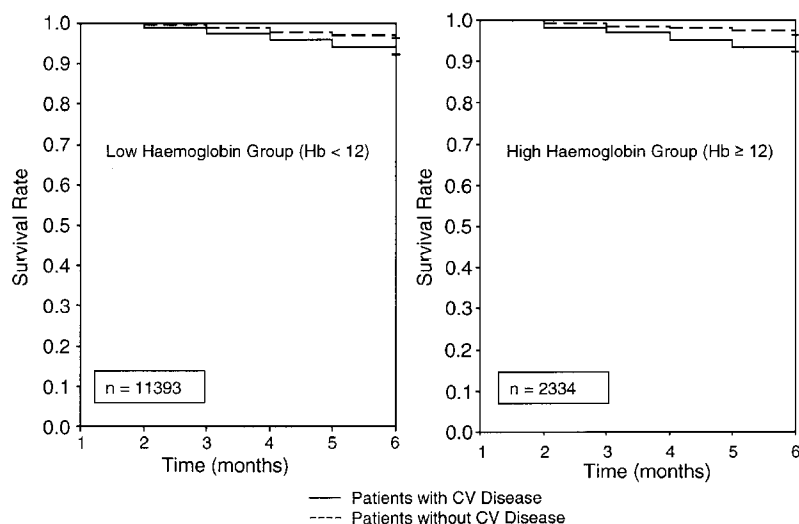 1.0
0.9
0.8
0.7
0.6
0.5
0.4
0.3
0.2
0.1
0.0
Survival Rate
Low Haemoglobin Group (Hb < 12)
n = 11393
1 2 3 4 5 6
Time (months)
1.0
0.9
0.8
0.7
0.6
0.5
0.4
0.3
0.2
0.1
0.0
Survival Rate
High Haemoglobin Group (Hb ≥ 12)
n = 2334
1 2 3 4 5 6
Time (months)
Patients with CV Disease
Patients without CV Disease